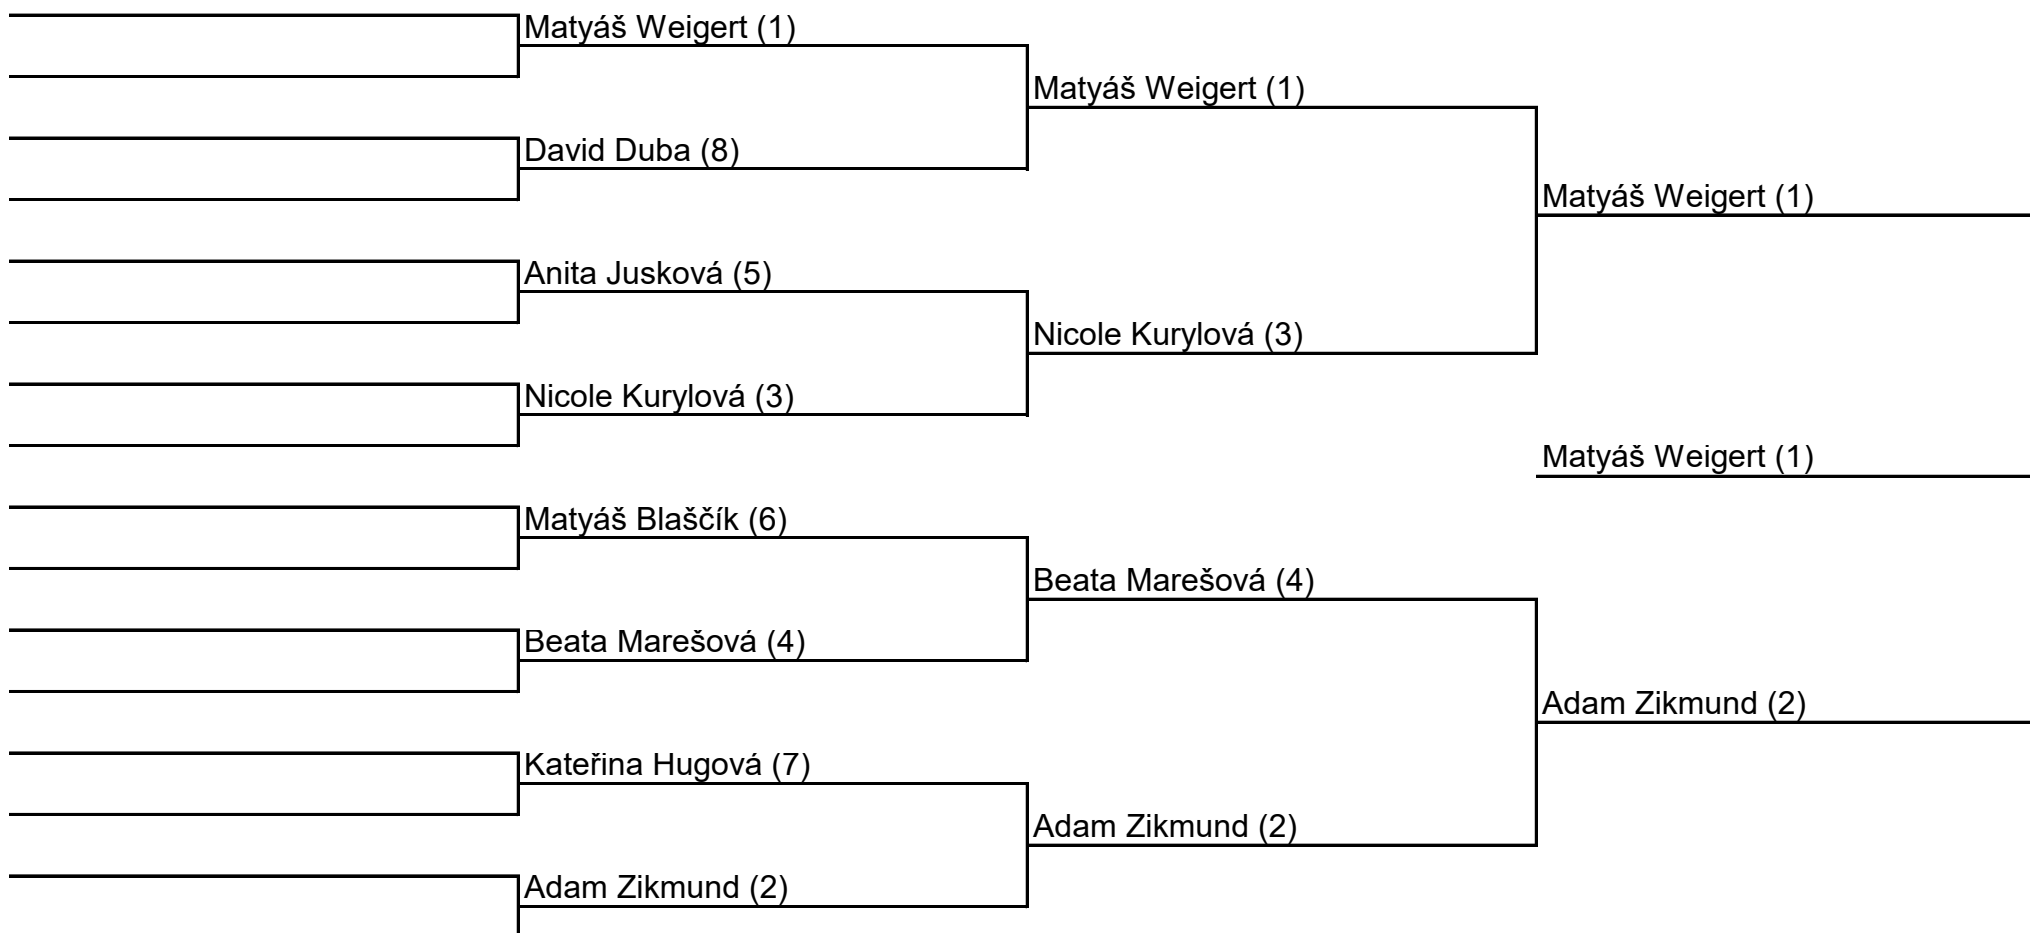 Matyáš Weigert (1)
Matyáš Weigert (1)
David Duba (8)
Matyáš Weigert (1)
Anita Jusková (5)
Nicole Kurylová (3)
Nicole Kurylová (3)
Matyáš Weigert (1)
Matyáš Blaščík (6)
Beata Marešová (4)
Beata Marešová (4)
Adam Zikmund (2)
Kateřina Hugová (7)
Adam Zikmund (2)
Adam Zikmund (2)